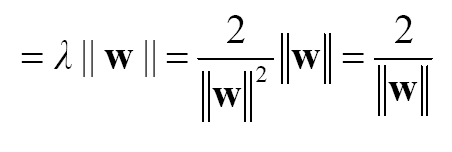 = λ || w || = 2 / ||w||² ||w|| = 2 / ||w||